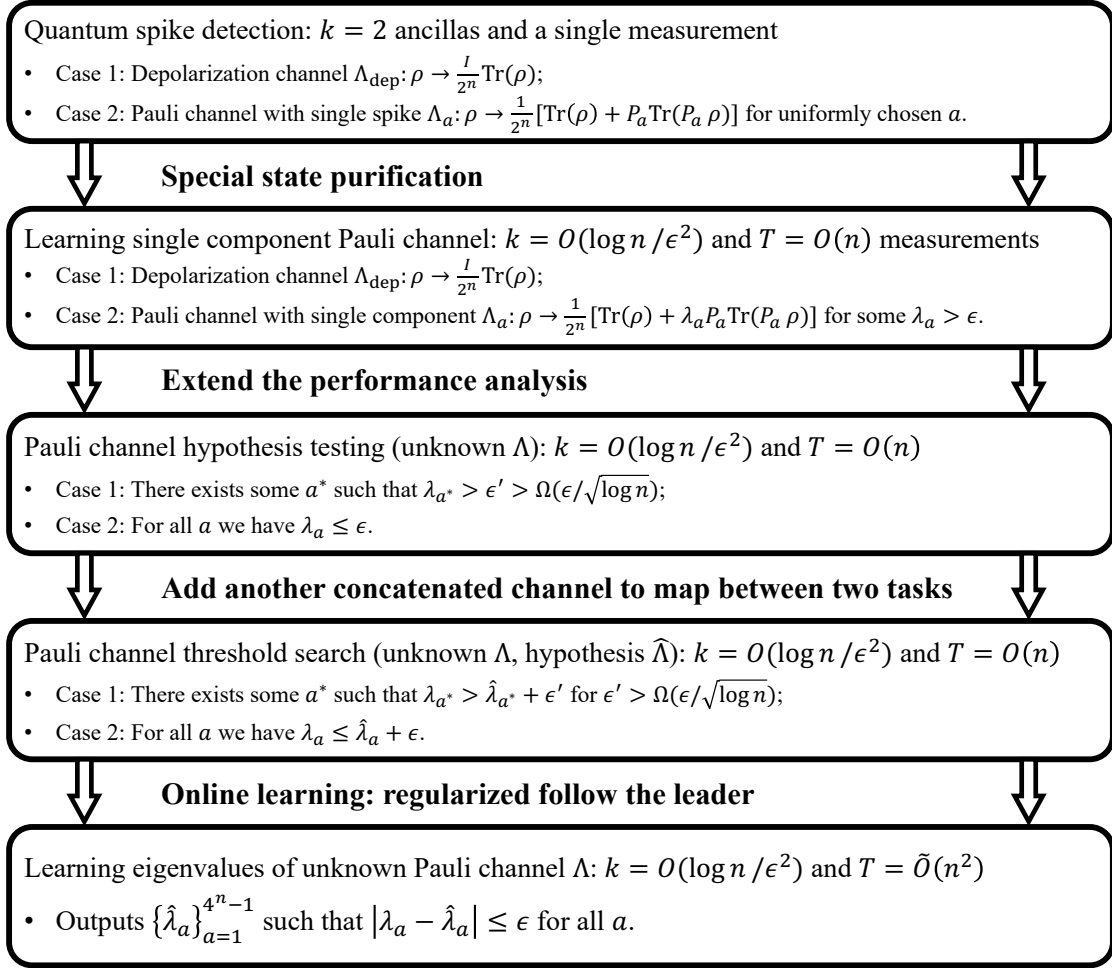 Quantum spike detection: k = 2 ancillas and a single measurement
• Case 1: Depolarization channel Λ_dep: ρ → I/2^n Tr(ρ);
• Case 2: Pauli channel with single spike Λ_a: ρ → 1/2^n [Tr(ρ) + P_a Tr(P_a ρ)] for uniformly chosen a.
Special state purification
Learning single component Pauli channel: k = O(log n /ϵ^2) and T = O(n) measurements
• Case 1: Depolarization channel Λ_dep: ρ → I/2^n Tr(ρ);
• Case 2: Pauli channel with single component Λ_a: ρ → 1/2^n [Tr(ρ) + λ_a P_a Tr(P_a ρ)] for some λ_a > ϵ.
Extend the performance analysis
Pauli channel hypothesis testing (unknown Λ): k = O(log n /ϵ^2) and T = O(n)
• Case 1: There exists some a* such that λ_{a*} > ϵ′ > Ω(ϵ/√log n);
• Case 2: For all a we have λ_a ≤ ϵ.
Add another concatenated channel to map between two tasks
Pauli channel threshold search (unknown Λ, hypothesis Λ̂): k = O(log n /ϵ^2) and T = O(n)
• Case 1: There exists some a* such that λ_{a*} > λ̂_{a*} + ϵ′ for ϵ′ > Ω(ϵ/√log n);
• Case 2: For all a we have λ_a ≤ λ̂_a + ϵ.
Online learning: regularized follow the leader
Learning eigenvalues of unknown Pauli channel Λ: k = O(log n /ϵ^2) and T = Õ(n^2)
• Outputs {λ̂_a}_{a=1}^{4^n−1} such that |λ_a − λ̂_a| ≤ ϵ for all a.